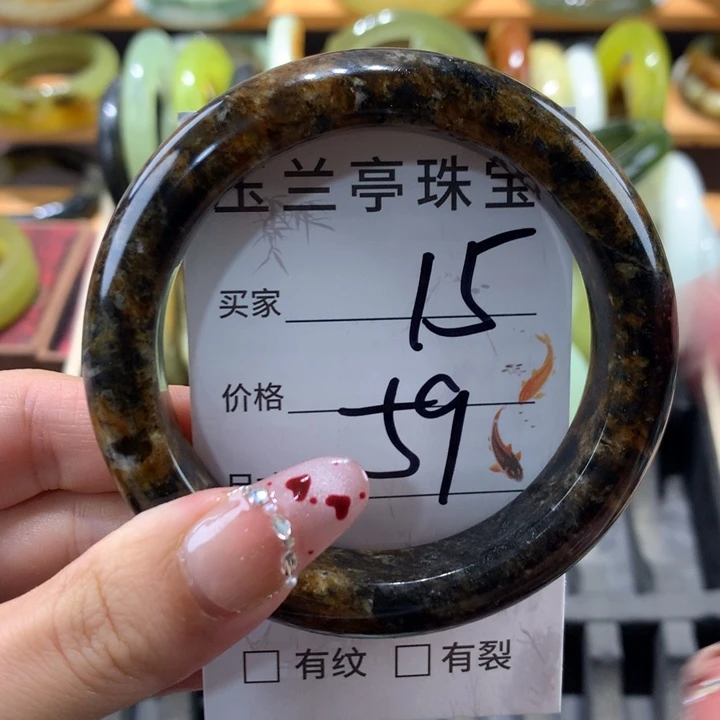 玉兰亭珠宝
买家 15
价格 59
□ 有纹 □ 有裂